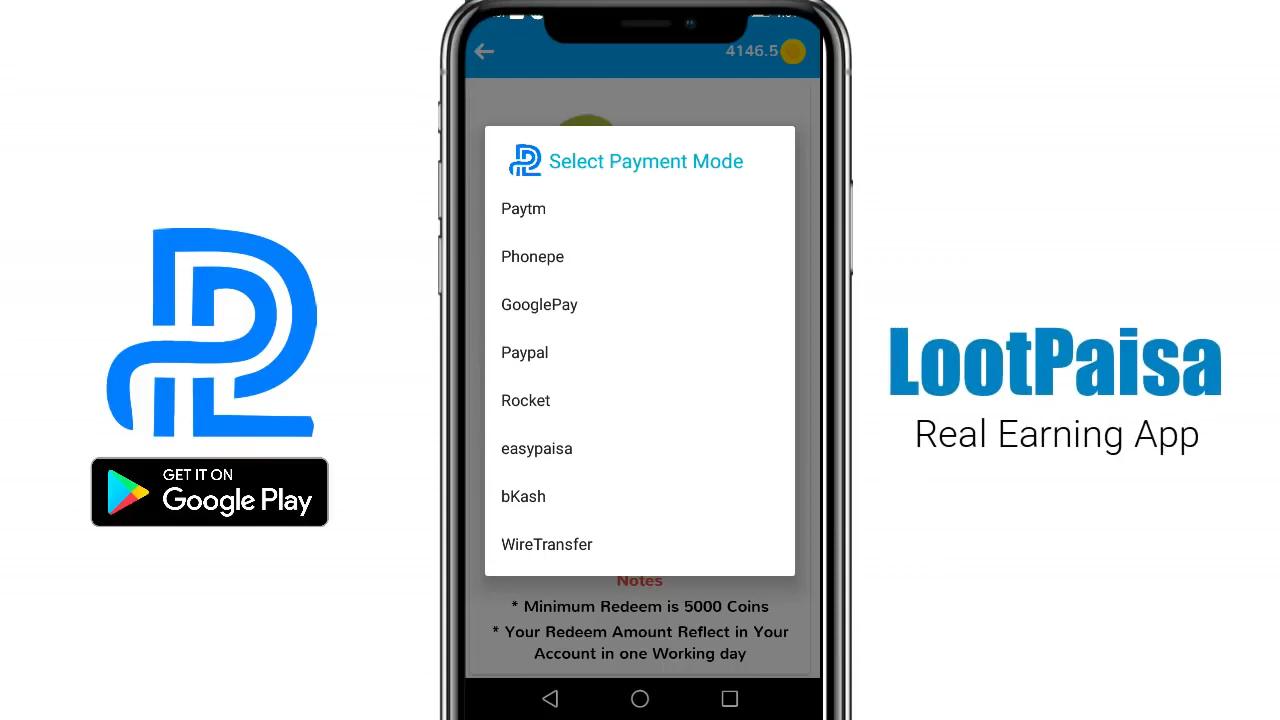 4146.5
Select Payment Mode
Paytm
Phonepe
GooglePay
Paypal
Rocket
easypaisa
bKash
WireTransfer
Notes
* Minimum Redeem is 5000 Coins
* Your Redeem Amount Reflect in Your
Account in one Working day
GET IT ON
Google Play
LootPaisa
Real Earning App